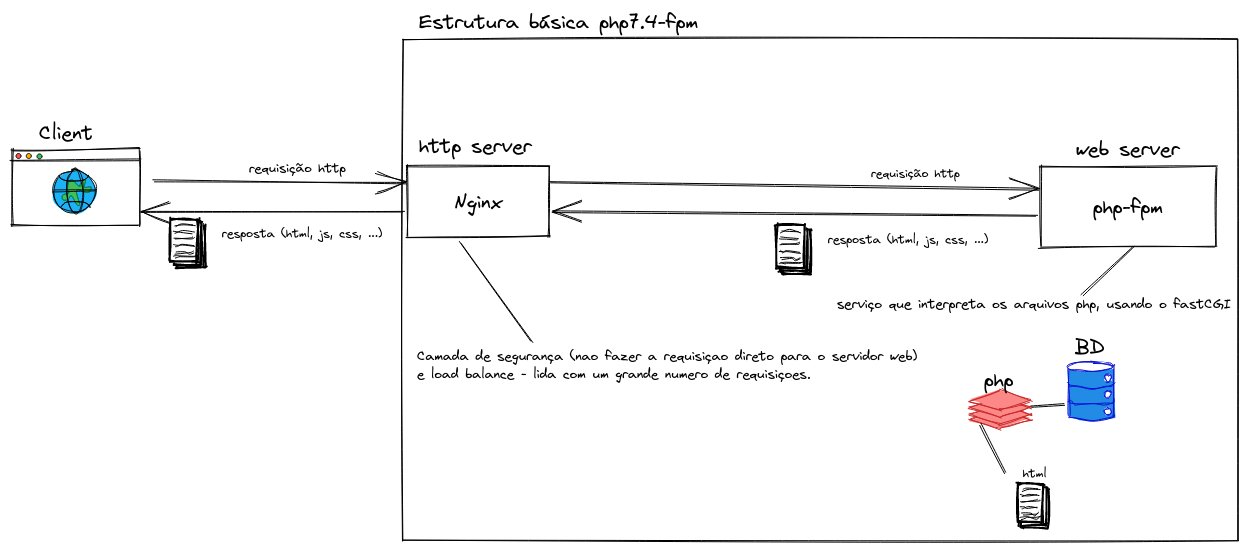 Estrutura básica php7.4-fpm
Client
http server
web server
requisição http
requisição http
Nginx
php-fpm
resposta (html, js, css, ...)
resposta (html, js, css, ...)
serviço que interpreta os arquivos php, usando o fastCGI
Camada de segurança (nao fazer a requisiçao direto para o servidor web)
e load balance - lida com um grande numero de requisiçoes.
BD
php
html